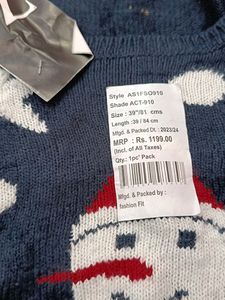 Style AS1FSO910
Shade ACT-910
Size : 39"/81 cms
Length : 39 / 84 cm
Mfgd. & Packed Dt. : 2023/24
MRP : Rs. 1199.00
(Incl. of All Taxes)
Qty.: 1pc' Pack
Mfgd. & Packed by :
fashion Fit